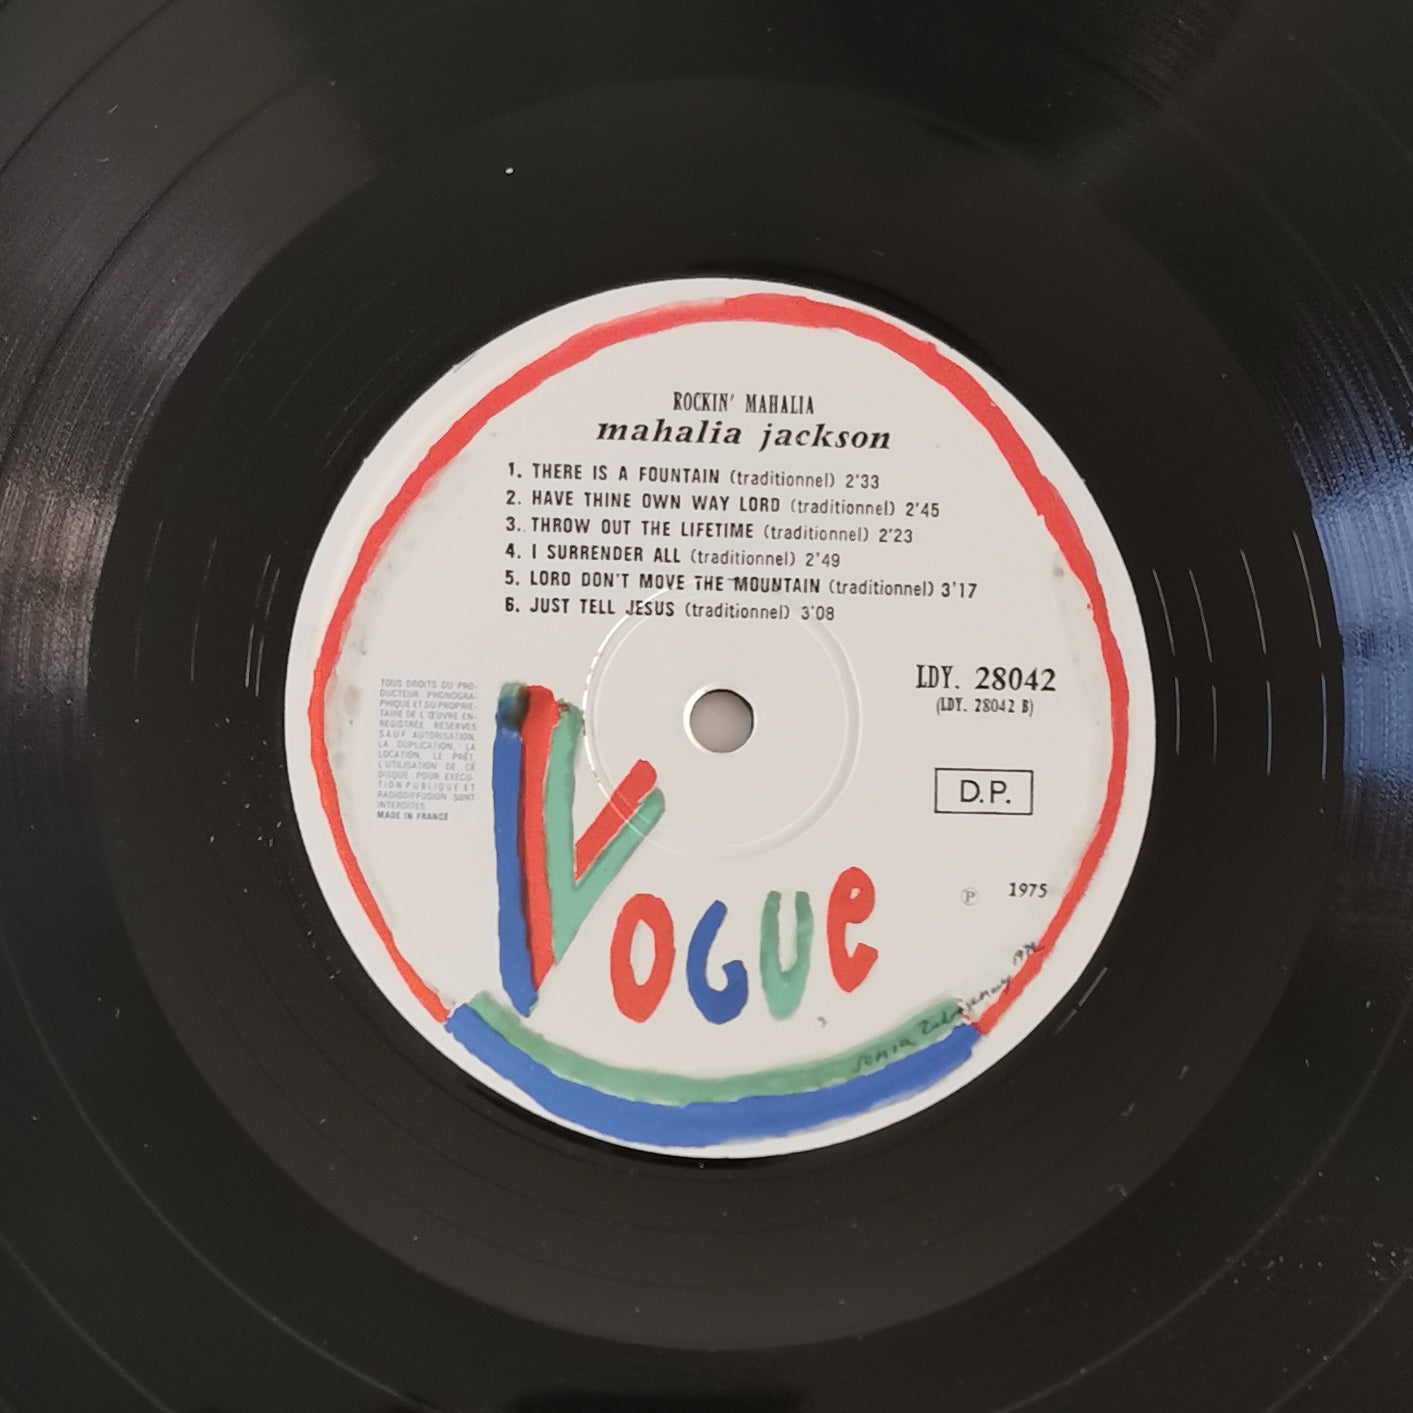 ROCKIN' MAHALIA
mahalia jackson
1. THERE IS A FOUNTAIN (traditionnel) 2'33
2. HAVE THINE OWN WAY LORD (traditionnel) 2'45
3. THROW OUT THE LIFETIME (traditionnel) 2'23
4. I SURRENDER ALL (traditionnel) 2'49
5. LORD DON'T MOVE THE MOUNTAIN (traditionnel) 3'17
6. JUST TELL JESUS (traditionnel) 3'08
LDY. 28042
(LDY. 28042 B)
TOUS DROITS DU PRO-
DUCTEUR PHONOGRA-
PHIQUE ET DU PROPRIE-
TAIRE DE L'ŒUVRE EN-
REGISTREE RESERVES
SAUF AUTORISATION,
LA DUPLICATION, LA
LOCATION, LE PRÊT,
L'UTILISATION DE CE
DISQUE POUR EXECU-
TION PUBLIQUE ET
RADIODIFFUSION SONT
INTERDITES
MADE IN FRANCE
D.P.
Ⓟ 1975
VOGUE
sonia Delaunay